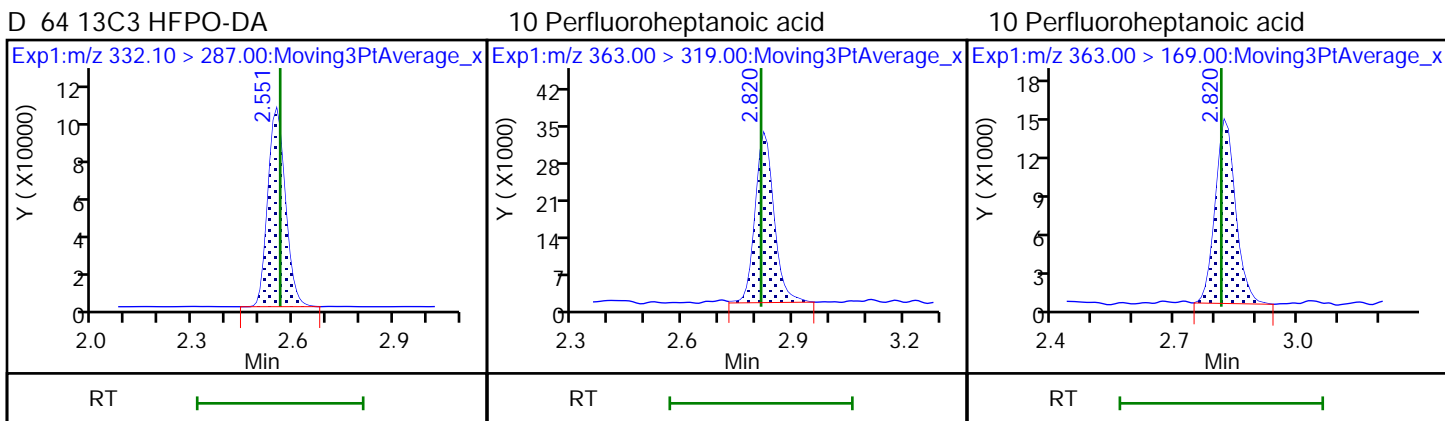 D 64 13C3 HFPO-DA
Exp1:m/z 332.10 > 287.00:Moving3PtAverage_x
2.551
Y ( X10000)
12
10
8
6
4
2
0
2.0 2.3 2.6 2.9
Min
RT
10 Perfluoroheptanoic acid
Exp1:m/z 363.00 > 319.00:Moving3PtAverage_x
2.820
Y ( X1000)
42
35
28
21
14
7
0
2.3 2.6 2.9 3.2
Min
RT
10 Perfluoroheptanoic acid
Exp1:m/z 363.00 > 169.00:Moving3PtAverage_x
2.820
Y ( X1000)
18
15
12
9
6
3
0
2.4 2.7 3.0
Min
RT